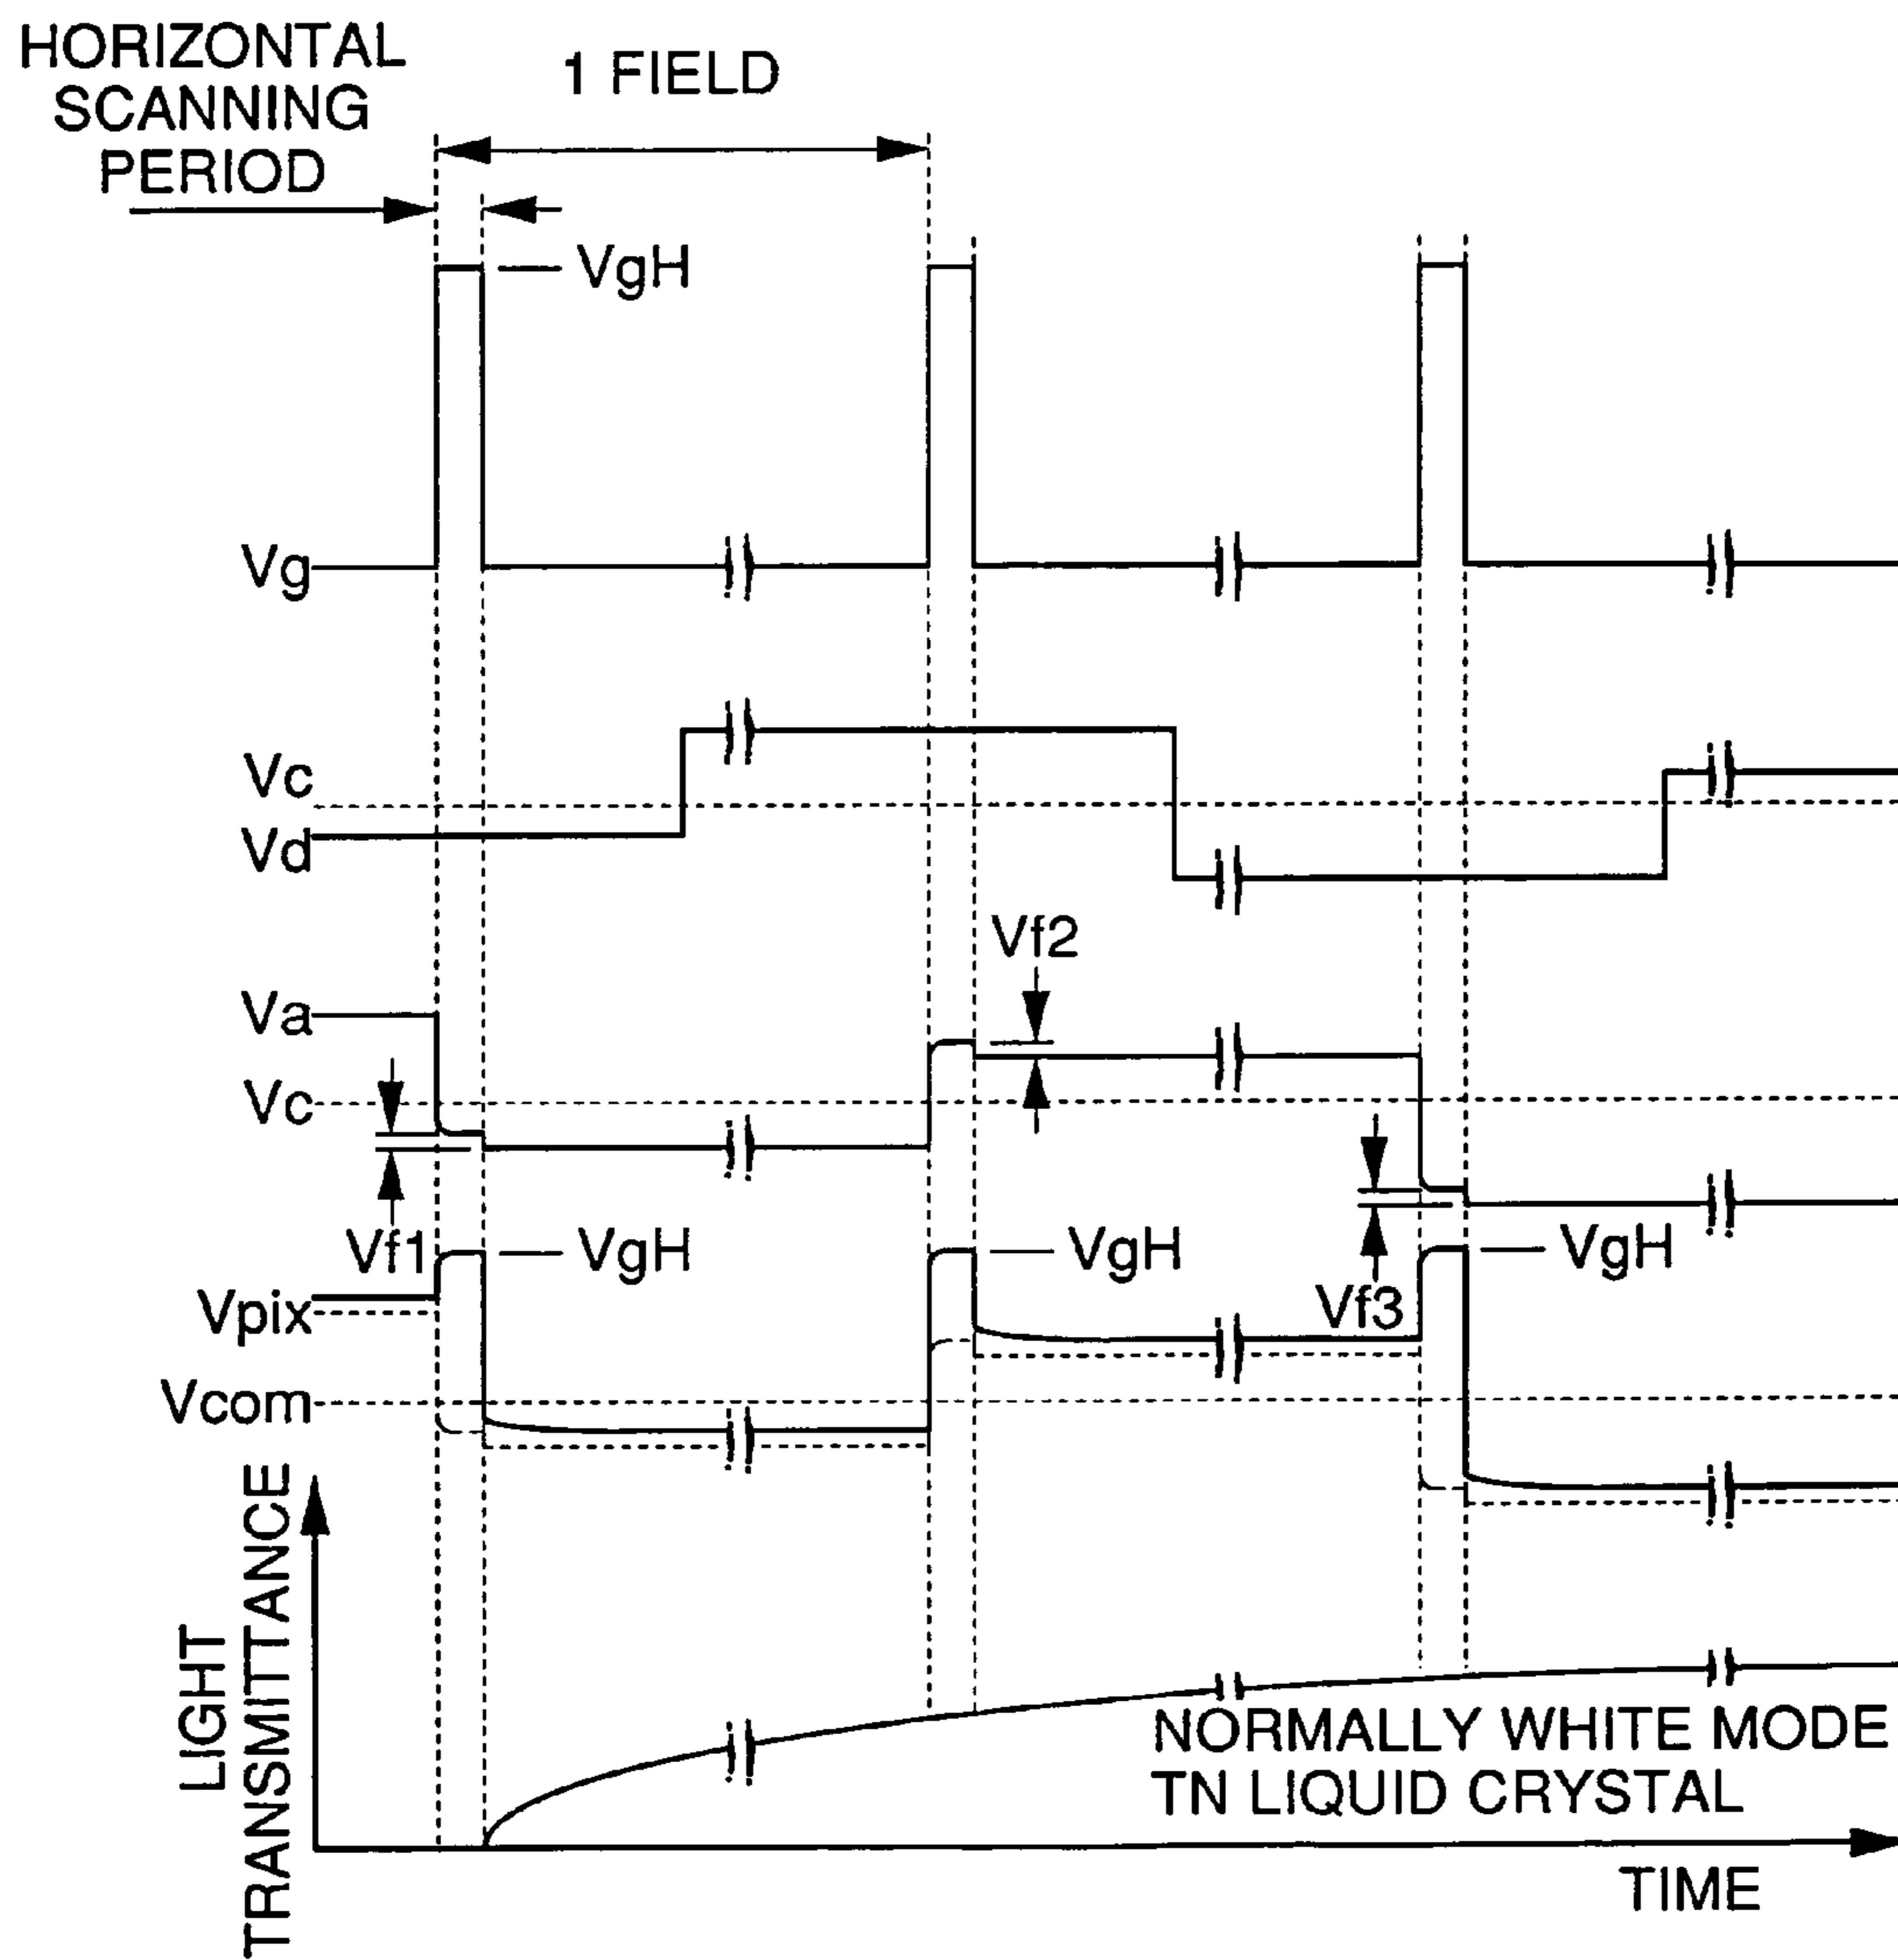 HORIZONTAL
SCANNING
PERIOD
1 FIELD
VgH
Vg
Vc
Vd
Vf2
Va
Vc
Vf1
VgH
VgH
VgH
Vf3
Vpix
Vcom
LIGHT
TRANSMITTANCE
NORMALLY WHITE MODE
TN LIQUID CRYSTAL
TIME